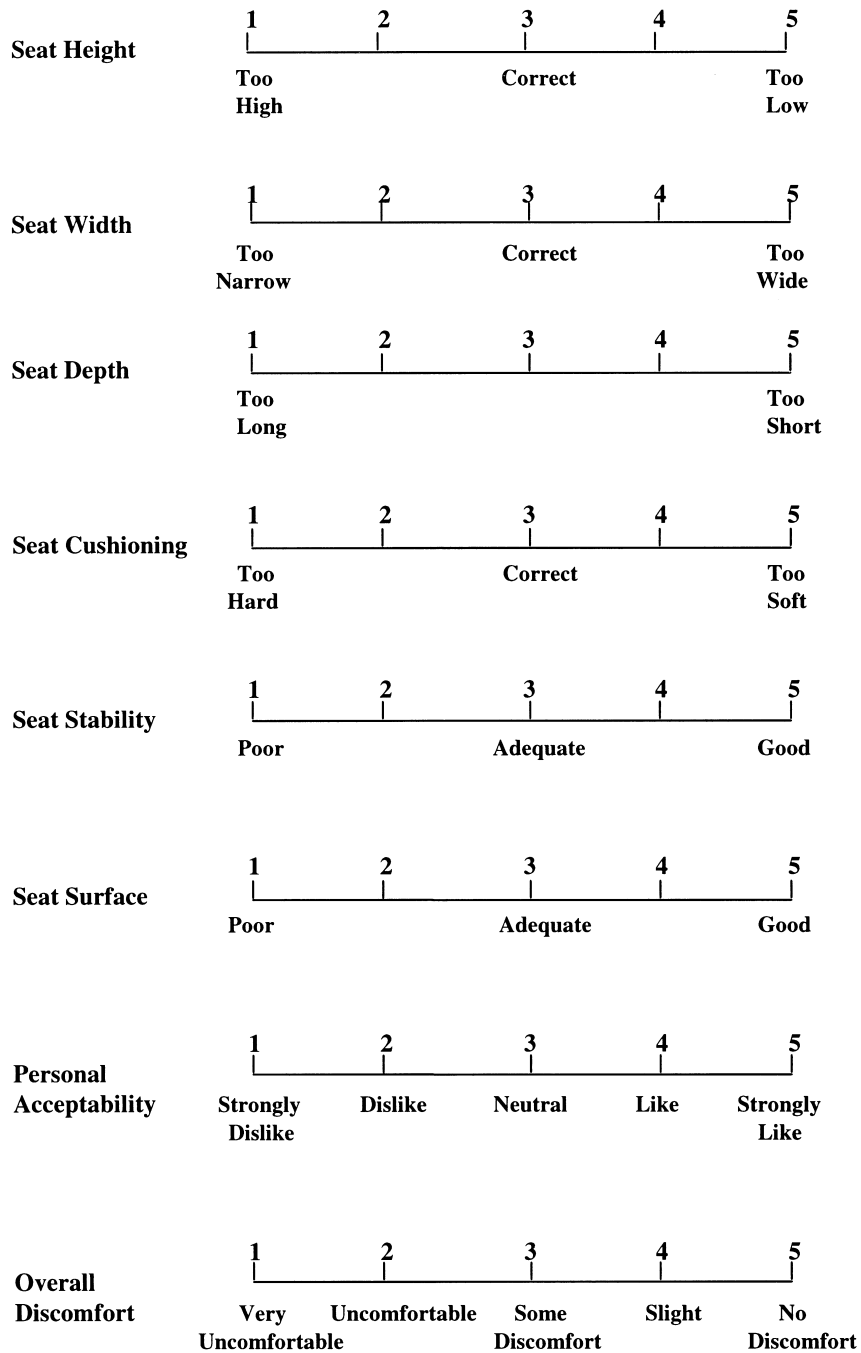 1 2 3 4 5
Seat Height
Too Correct Too
High Low
1 2 3 4 5
Seat Width
Too Correct Too
Narrow Wide
1 2 3 4 5
Seat Depth
Too Too
Long Short
1 2 3 4 5
Seat Cushioning
Too Correct Too
Hard Soft
1 2 3 4 5
Seat Stability
Poor Adequate Good
1 2 3 4 5
Seat Surface
Poor Adequate Good
1 2 3 4 5
Personal
Acceptability Strongly Dislike Neutral Like Strongly
Dislike Like
1 2 3 4 5
Overall
Discomfort Very Uncomfortable Some Slight No
Uncomfortable Discomfort Discomfort